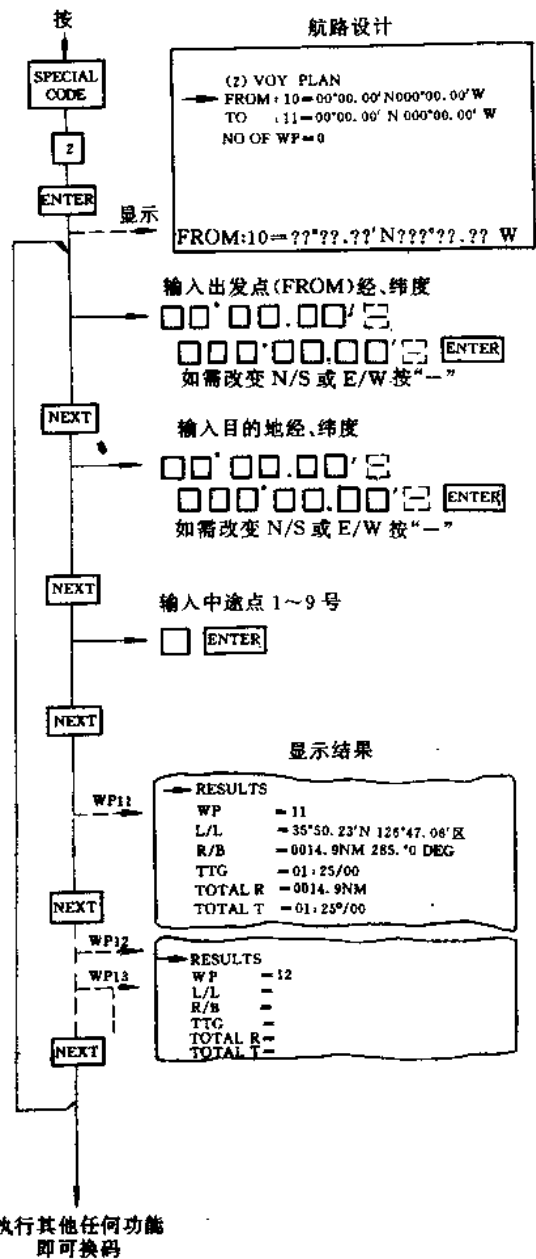 按
航路设计
SPECIAL
CODE
(2) VOY PLAN
FROM : 10=00°00.00'N000°00.00'W
TO : 11=00°00.00' N 000°00.00' W
NO OF WP=0
2
ENTER
显示
FROM:10=??°??.??'N???°??.?? W
输入出发点(FROM)经、纬度
□□°□□.□□′
□□□°□□.□□′ ENTER
如需改变 N/S 或 E/W 按“—”
NEXT
输入目的地经、纬度
□□°□□.□□′
□□□°□□.□□′ ENTER
如需改变 N/S 或 E/W 按“—”
NEXT
输入中途点 1～9 号
□ ENTER
NEXT
显示结果
WP11
RESULTS
WP =11
L/L =35°50.23'N 126°47.06'E
R/B =0014.9NM 285.°0 DEG
TTG =01:25/00
TOTAL R =0014.9NM
TOTAL T =01:25°/00
NEXT
WP12
WP13
RESULTS
WP =12
L/L =
R/B =
TTG =
TOTAL R=
TOTAL T=
NEXT
执行其他任何功能
即可换码